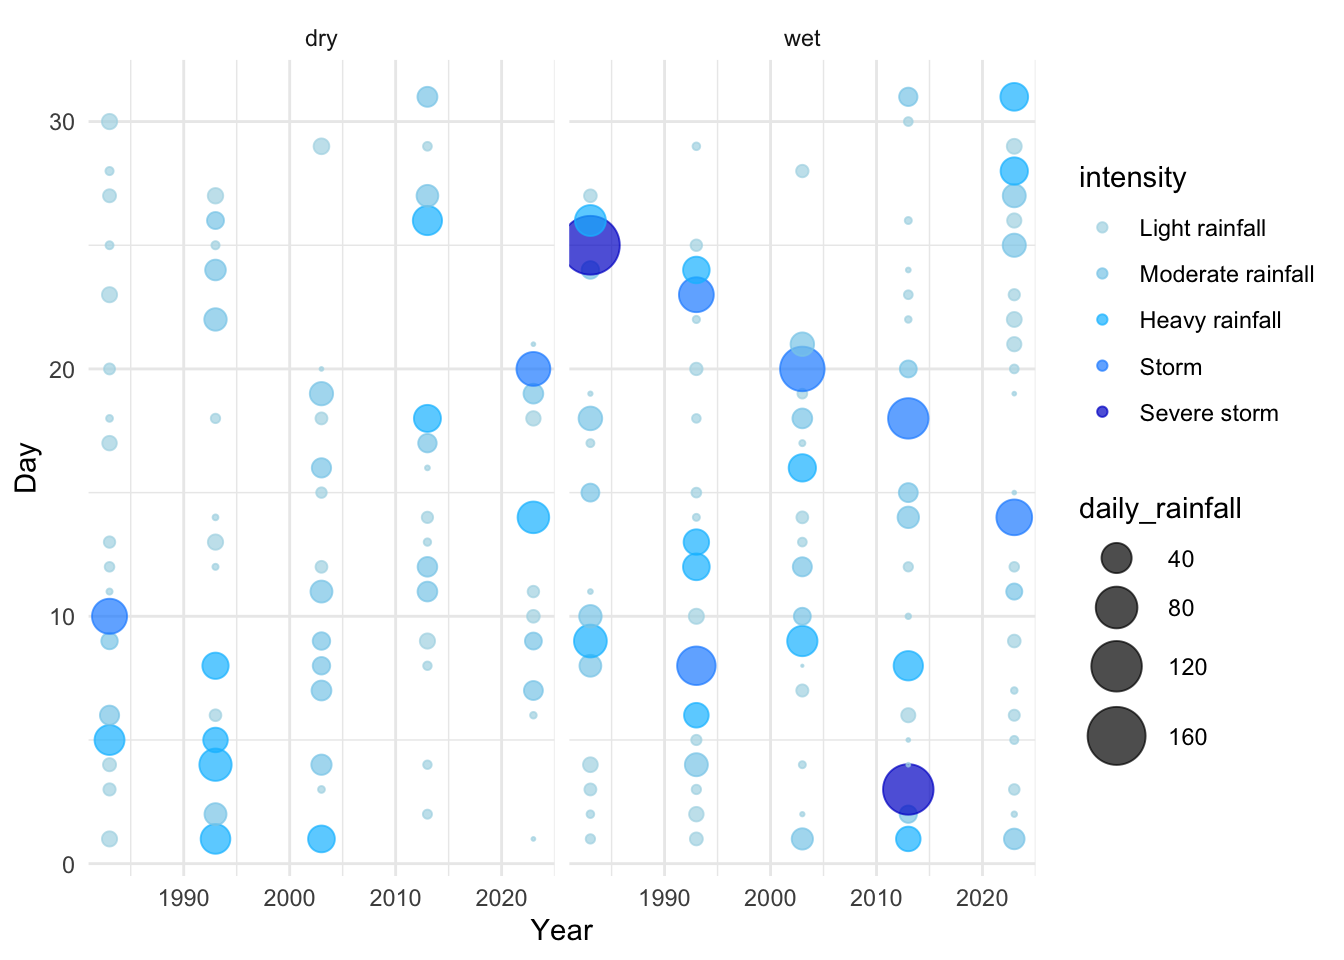 dry wet
30
20
10
0
1990 2000 2010 2020 1990 2000 2010 2020
Year
Day
intensity
Light rainfall
Moderate rainfall
Heavy rainfall
Storm
Severe storm
daily_rainfall
40
80
120
160